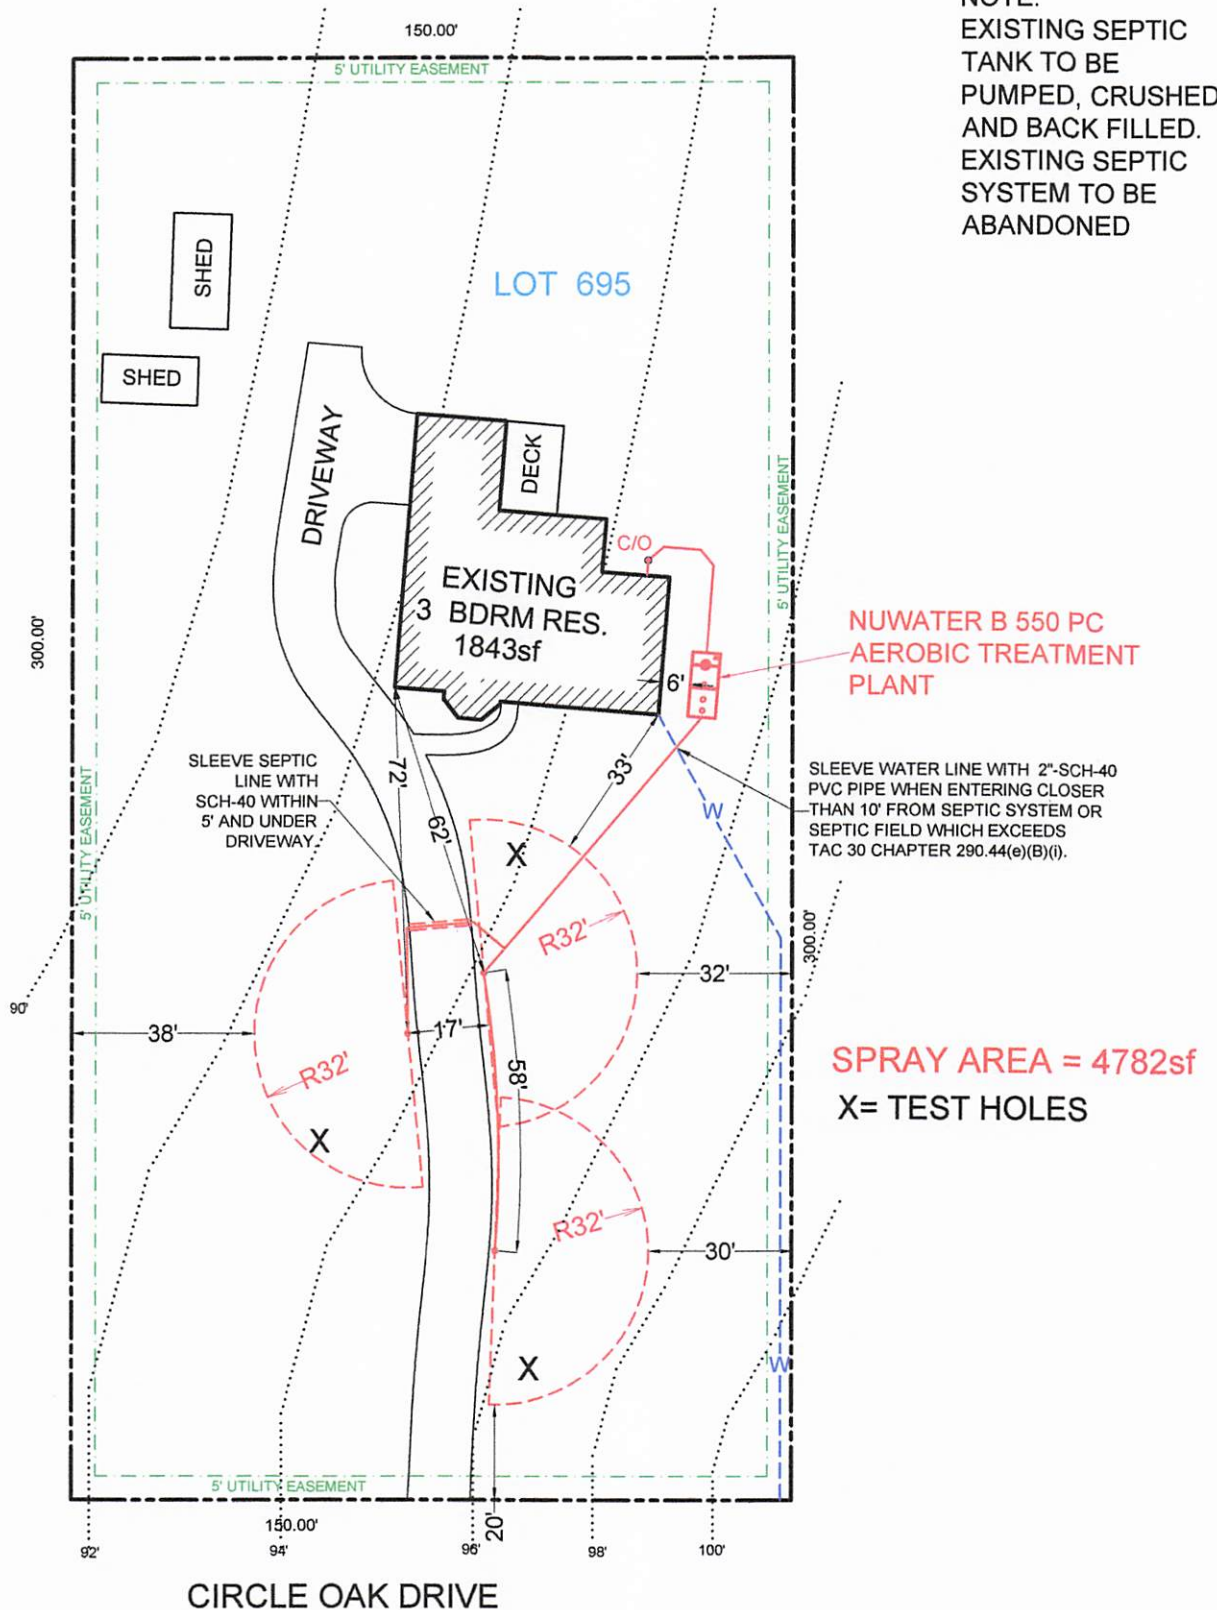 NOTE:
EXISTING SEPTIC
TANK TO BE
PUMPED, CRUSHED
AND BACK FILLED.
EXISTING SEPTIC
SYSTEM TO BE
ABANDONED
150.00'
5' UTILITY EASEMENT
SHED
SHED
LOT 695
DRIVEWAY
DECK
C/O
EXISTING
3 BDRM RES.
1843sf
6'
5' UTILITY EASEMENT
300.00'
NUWATER B 550 PC
AEROBIC TREATMENT
PLANT
SLEEVE SEPTIC
LINE WITH
SCH-40 WITHIN
5' AND UNDER
DRIVEWAY.
72'
62'
33'
W
SLEEVE WATER LINE WITH 2"-SCH-40
PVC PIPE WHEN ENTERING CLOSER
THAN 10' FROM SEPTIC SYSTEM OR
SEPTIC FIELD WHICH EXCEEDS
TAC 30 CHAPTER 290.44(e)(B)(i).
5' UTILITY EASEMENT
X
R32'
32'
300.00'
90'
38'
17'
R32'
58'
X
SPRAY AREA = 4782sf
X= TEST HOLES
R32'
30'
X
W
5' UTILITY EASEMENT
150.00'
20'
92'
94'
96'
98'
100'
CIRCLE OAK DRIVE